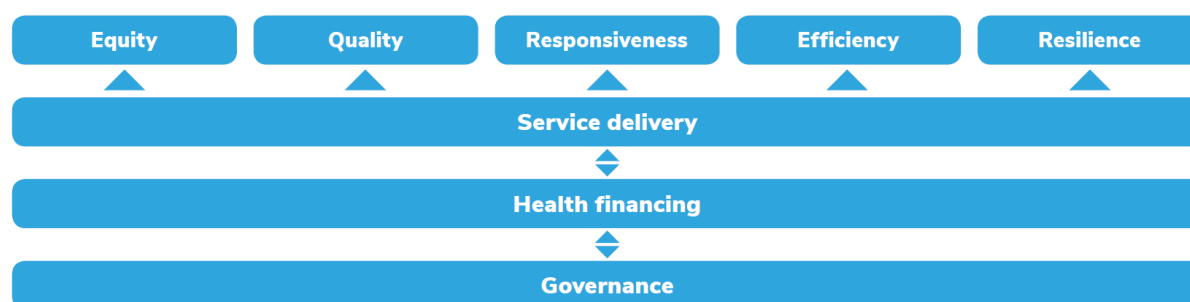 Equity
Quality
Responsiveness
Efficiency
Resilience
Service delivery
Health financing
Governance